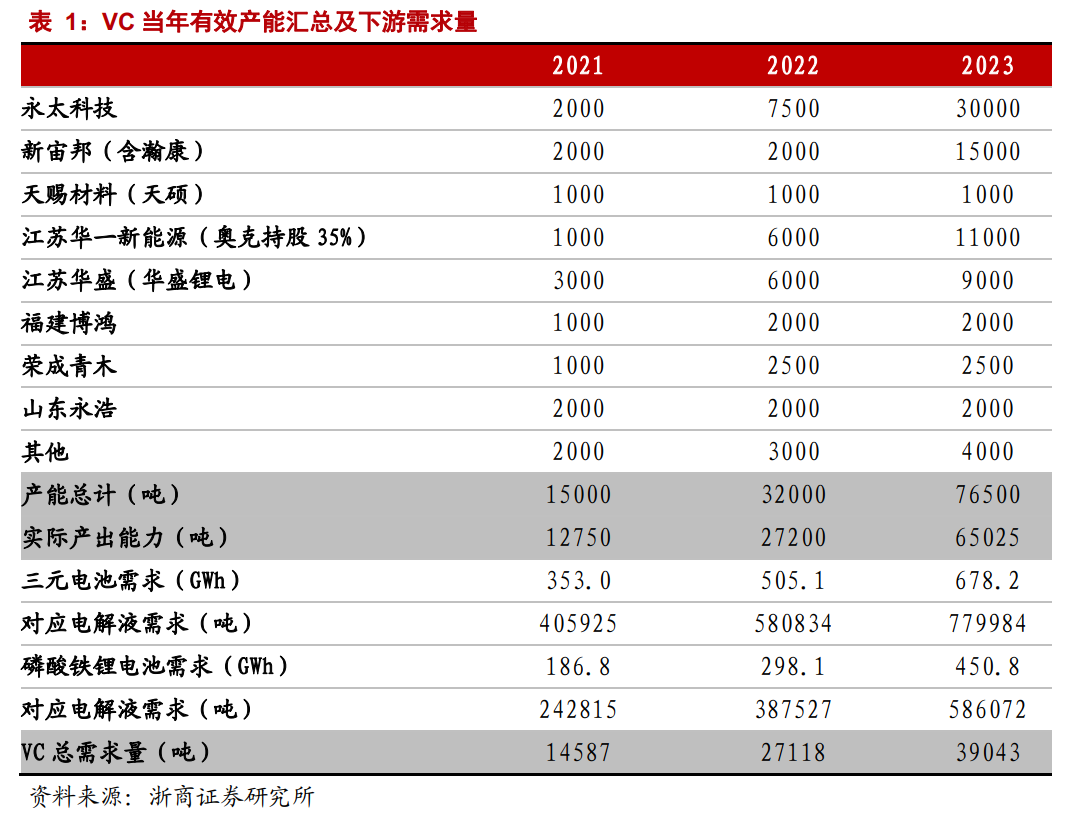 表 1：VC 当年有效产能汇总及下游需求量
2021 2022 2023
永太科技 2000 7500 30000
新宙邦（含瀚康） 2000 2000 15000
天赐材料（天硕） 1000 1000 1000
江苏华一新能源（奥克持股 35%） 1000 6000 11000
江苏华盛（华盛锂电） 3000 6000 9000
福建博鸿 1000 2000 2000
荣成青木 1000 2500 2500
山东永浩 2000 2000 2000
其他 2000 3000 4000
产能总计（吨） 15000 32000 76500
实际产出能力（吨） 12750 27200 65025
三元电池需求（GWh） 353.0 505.1 678.2
对应电解液需求（吨） 405925 580834 779984
磷酸铁锂电池需求（GWh） 186.8 298.1 450.8
对应电解液需求（吨） 242815 387527 586072
VC 总需求量（吨） 14587 27118 39043
资料来源：浙商证券研究所